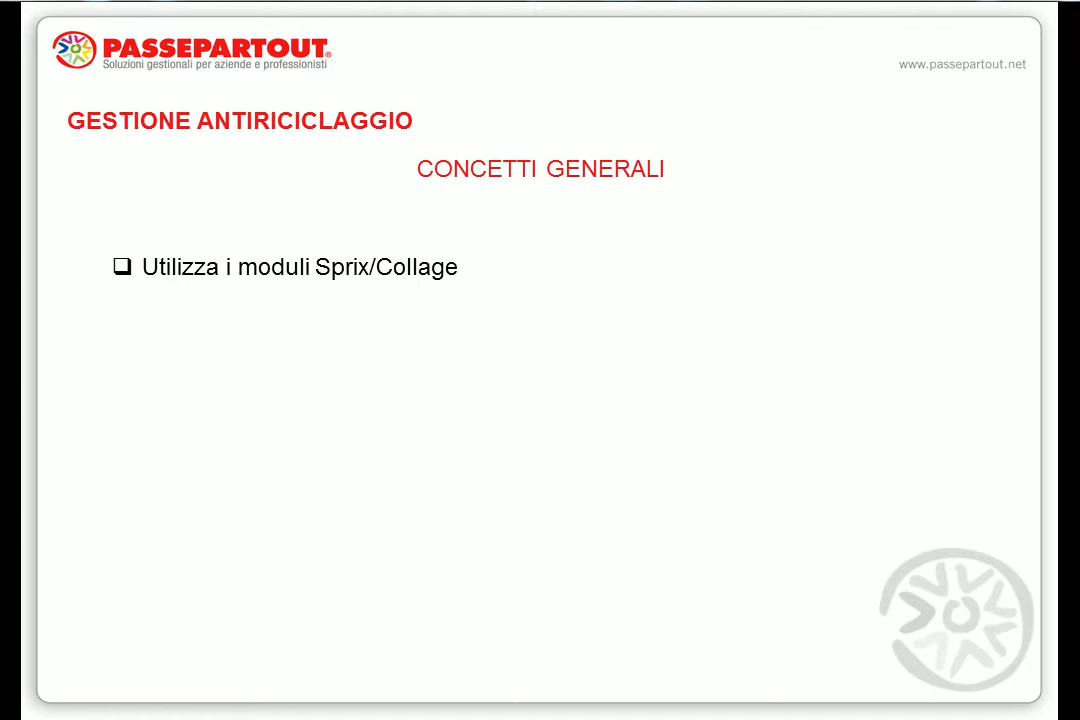 PASSEPARTOUT®
Soluzioni gestionali per aziende e professionisti
www.passepartout.net
GESTIONE ANTIRICICLAGGIO
CONCETTI GENERALI
❑ Utilizza i moduli Sprix/Collage